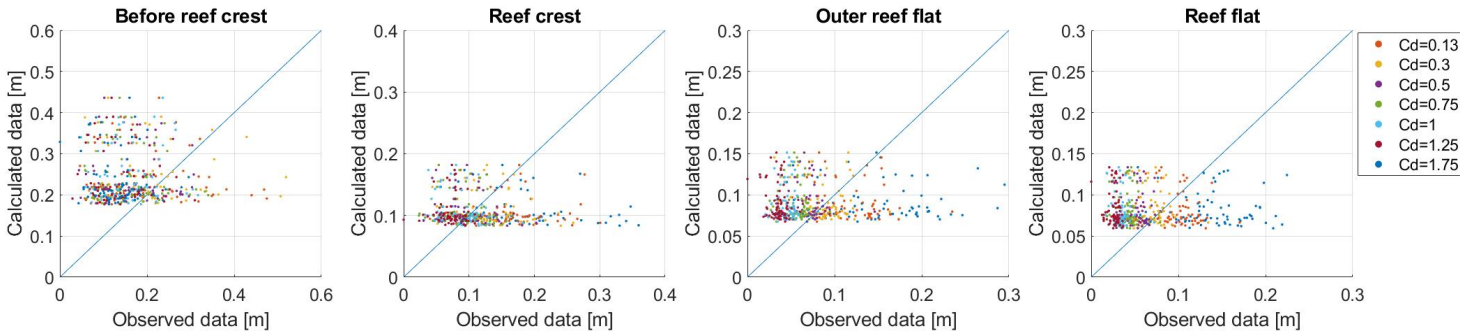 Before reef crest
Calculated data [m]
0.6
0.5
0.4
0.3
0.2
0.1
0
0
0.2
0.4
0.6
Observed data [m]
Reef crest
Calculated data [m]
0.4
0.3
0.2
0.1
0
0
0.1
0.2
0.3
0.4
Observed data [m]
Outer reef flat
Calculated data [m]
0.3
0.25
0.2
0.15
0.1
0.05
0
0
0.1
0.2
0.3
Observed data [m]
Reef flat
Calculated data [m]
0.3
0.25
0.2
0.15
0.1
0.05
0
0
0.1
0.2
0.3
Observed data [m]
Cd=0.13
Cd=0.3
Cd=0.5
Cd=0.75
Cd=1
Cd=1.25
Cd=1.75